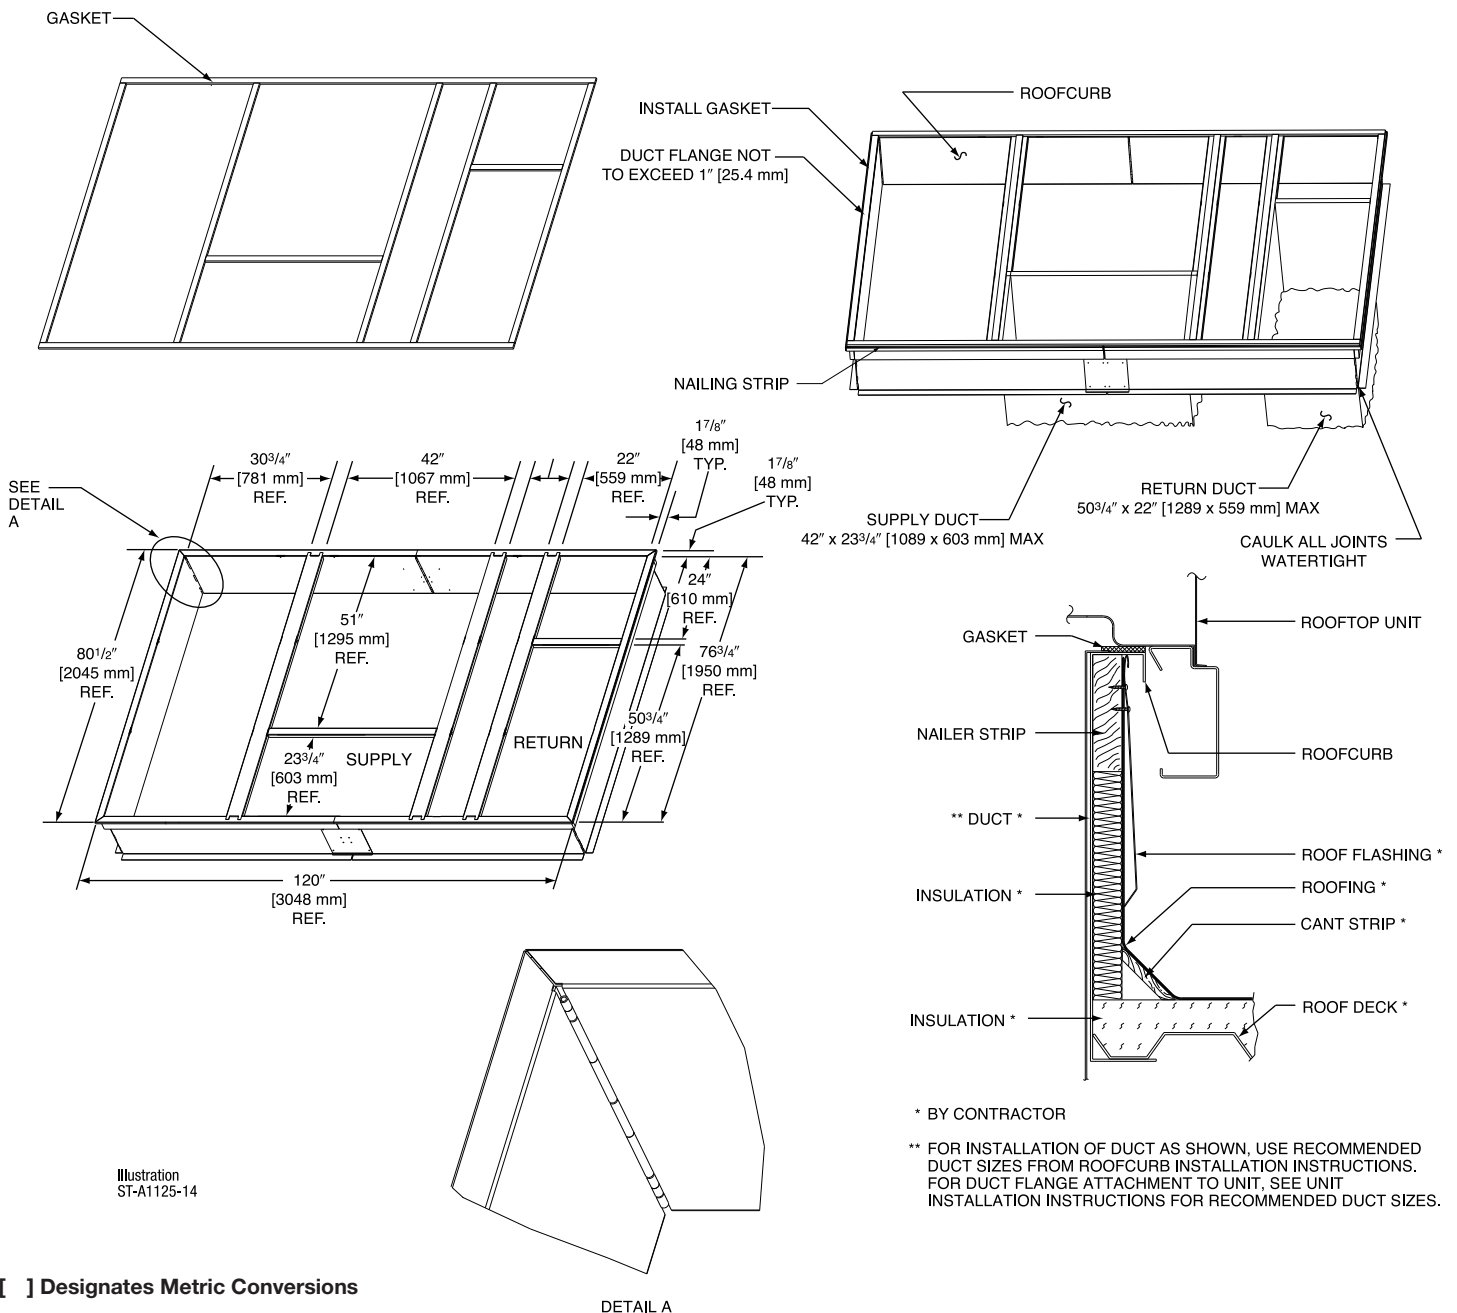 GASKET
INSTALL GASKET
ROOFCURB
DUCT FLANGE NOT
TO EXCEED 1″ [25.4 mm]
NAILING STRIP
SUPPLY DUCT
42″ x 23³/⁴″ [1089 x 603 mm] MAX
RETURN DUCT
50³/⁴″ x 22″ [1289 x 559 mm] MAX
CAULK ALL JOINTS
WATERTIGHT
SEE
DETAIL
A
30³/⁴″
[781 mm]
REF.
42″
[1067 mm]
REF.
22″
[559 mm]
REF.
1⁷/⁸″
[48 mm]
TYP.
1⁷/⁸″
[48 mm]
TYP.
80¹/²″
[2045 mm]
REF.
51″
[1295 mm]
REF.
24″
[610 mm]
REF.
76³/⁴″
[1950 mm]
REF.
50³/⁴″
[1289 mm]
REF.
23³/⁴″
[603 mm]
REF.
SUPPLY
RETURN
120″
[3048 mm]
REF.
GASKET
ROOFTOP UNIT
NAILER STRIP
ROOFCURB
** DUCT *
ROOF FLASHING *
INSULATION *
ROOFING *
CANT STRIP *
INSULATION *
ROOF DECK *
* BY CONTRACTOR
** FOR INSTALLATION OF DUCT AS SHOWN, USE RECOMMENDED
DUCT SIZES FROM ROOFCURB INSTALLATION INSTRUCTIONS.
FOR DUCT FLANGE ATTACHMENT TO UNIT, SEE UNIT
INSTALLATION INSTRUCTIONS FOR RECOMMENDED DUCT SIZES.
Illustration
ST-A1125-14
[ ] Designates Metric Conversions
DETAIL A